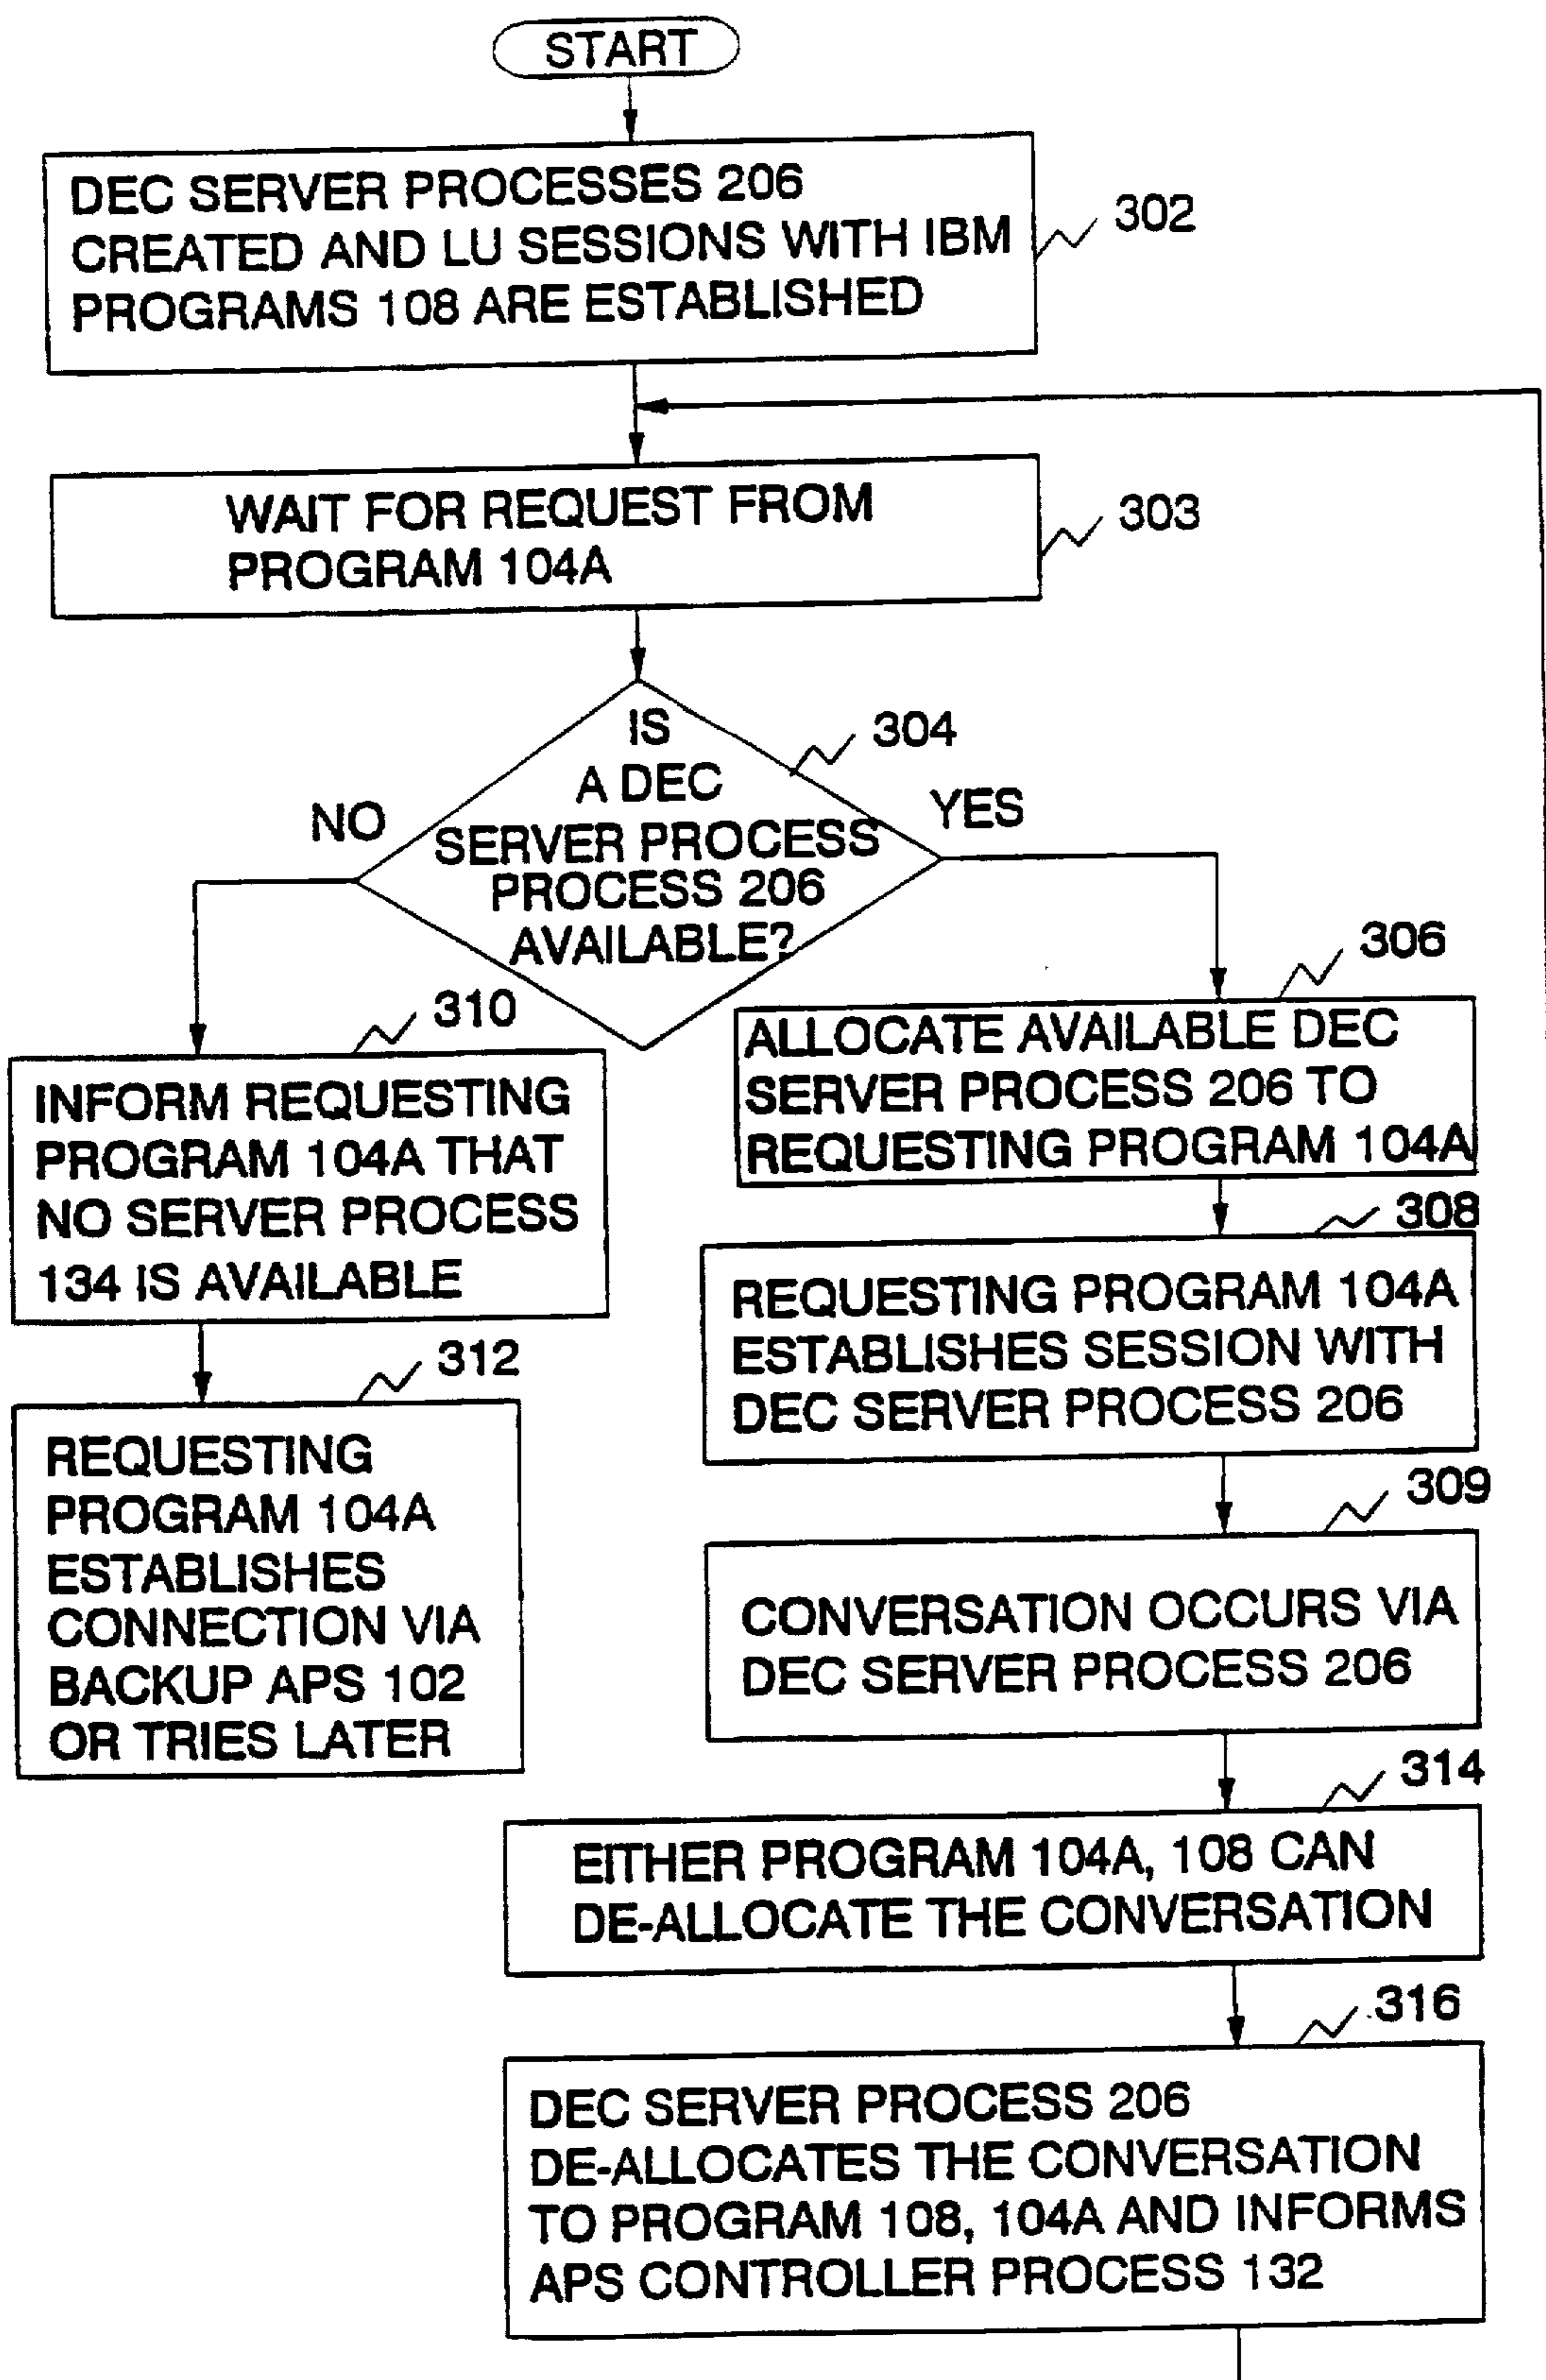 START
DEC SERVER PROCESSES 206
CREATED AND LU SESSIONS WITH IBM
PROGRAMS 108 ARE ESTABLISHED
302
WAIT FOR REQUEST FROM
PROGRAM 104A
303
IS
A DEC
SERVER PROCESS
PROCESS 206
AVAILABLE?
304
NO
YES
310
INFORM REQUESTING
PROGRAM 104A THAT
NO SERVER PROCESS
134 IS AVAILABLE
312
REQUESTING
PROGRAM 104A
ESTABLISHES
CONNECTION VIA
BACKUP APS 102
OR TRIES LATER
306
ALLOCATE AVAILABLE DEC
SERVER PROCESS 206 TO
REQUESTING PROGRAM 104A
308
REQUESTING PROGRAM 104A
ESTABLISHES SESSION WITH
DEC SERVER PROCESS 206
309
CONVERSATION OCCURS VIA
DEC SERVER PROCESS 206
314
EITHER PROGRAM 104A, 108 CAN
DE-ALLOCATE THE CONVERSATION
316
DEC SERVER PROCESS 206
DE-ALLOCATES THE CONVERSATION
TO PROGRAM 108, 104A AND INFORMS
APS CONTROLLER PROCESS 132